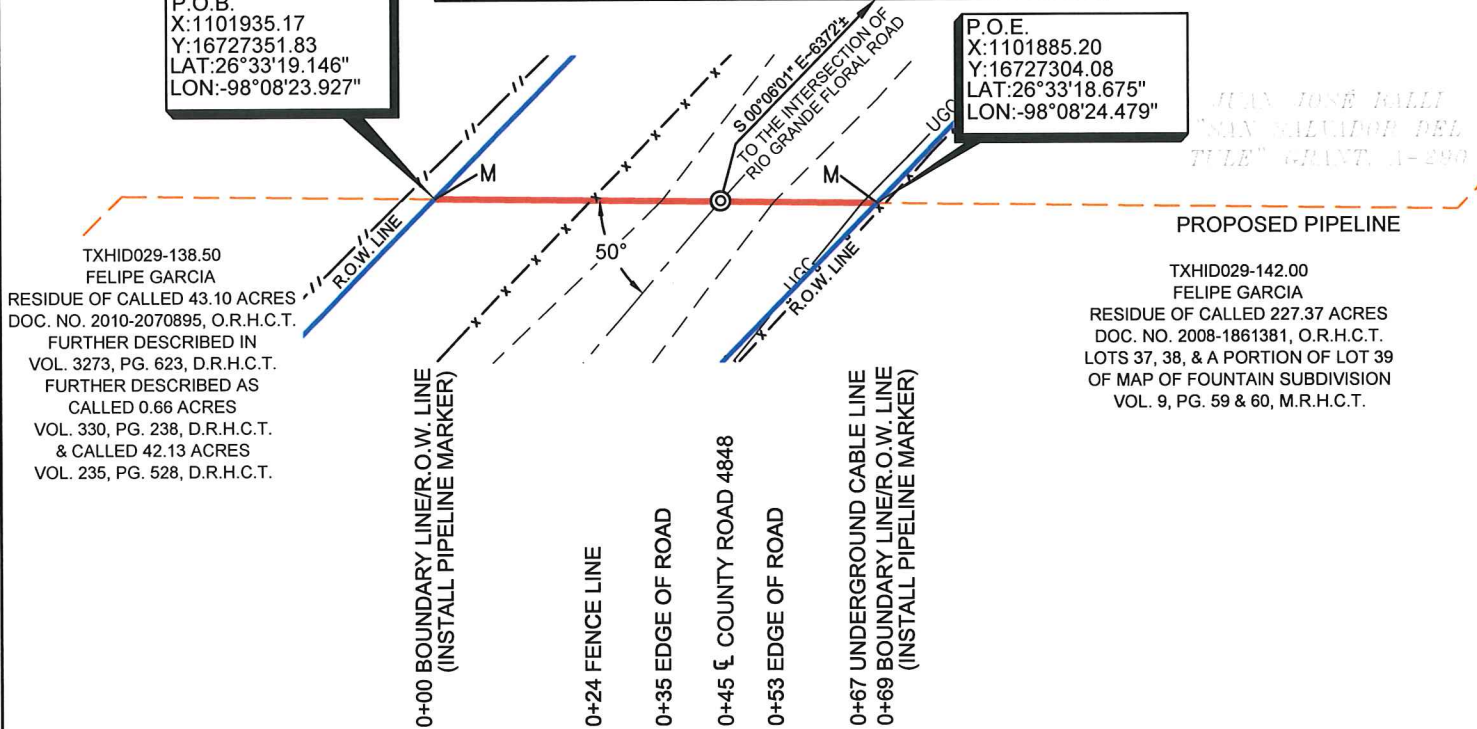 P.O.B.
X:1101935.17
Y:16727351.83
LAT:26°33'19.146"
LON:-98°08'23.927"
S 00°06'01" E~6372'±
TO THE INTERSECTION OF
RIO GRANDE FLORAL ROAD
P.O.E.
X:1101885.20
Y:16727304.08
LAT:26°33'18.675"
LON:-98°08'24.479"
JUAN JOSÉ BALLI
"SAN SALVADOR DEL
TULE" GRANT, A-290
UGC
M
M
R.O.W. LINE
50°
UGC
R.O.W. LINE
PROPOSED PIPELINE
TXHID029-138.50
FELIPE GARCIA
RESIDUE OF CALLED 43.10 ACRES
DOC. NO. 2010-2070895, O.R.H.C.T.
FURTHER DESCRIBED IN
VOL. 3273, PG. 623, D.R.H.C.T.
FURTHER DESCRIBED AS
CALLED 0.66 ACRES
VOL. 330, PG. 238, D.R.H.C.T.
& CALLED 42.13 ACRES
VOL. 235, PG. 528, D.R.H.C.T.
TXHID029-142.00
FELIPE GARCIA
RESIDUE OF CALLED 227.37 ACRES
DOC. NO. 2008-1861381, O.R.H.C.T.
LOTS 37, 38, & A PORTION OF LOT 39
OF MAP OF FOUNTAIN SUBDIVISION
VOL. 9, PG. 59 & 60, M.R.H.C.T.
0+00 BOUNDARY LINE/R.O.W. LINE
(INSTALL PIPELINE MARKER)
0+24 FENCE LINE
0+35 EDGE OF ROAD
0+45 ℄ COUNTY ROAD 4848
0+53 EDGE OF ROAD
0+67 UNDERGROUND CABLE LINE
0+69 BOUNDARY LINE/R.O.W. LINE
(INSTALL PIPELINE MARKER)